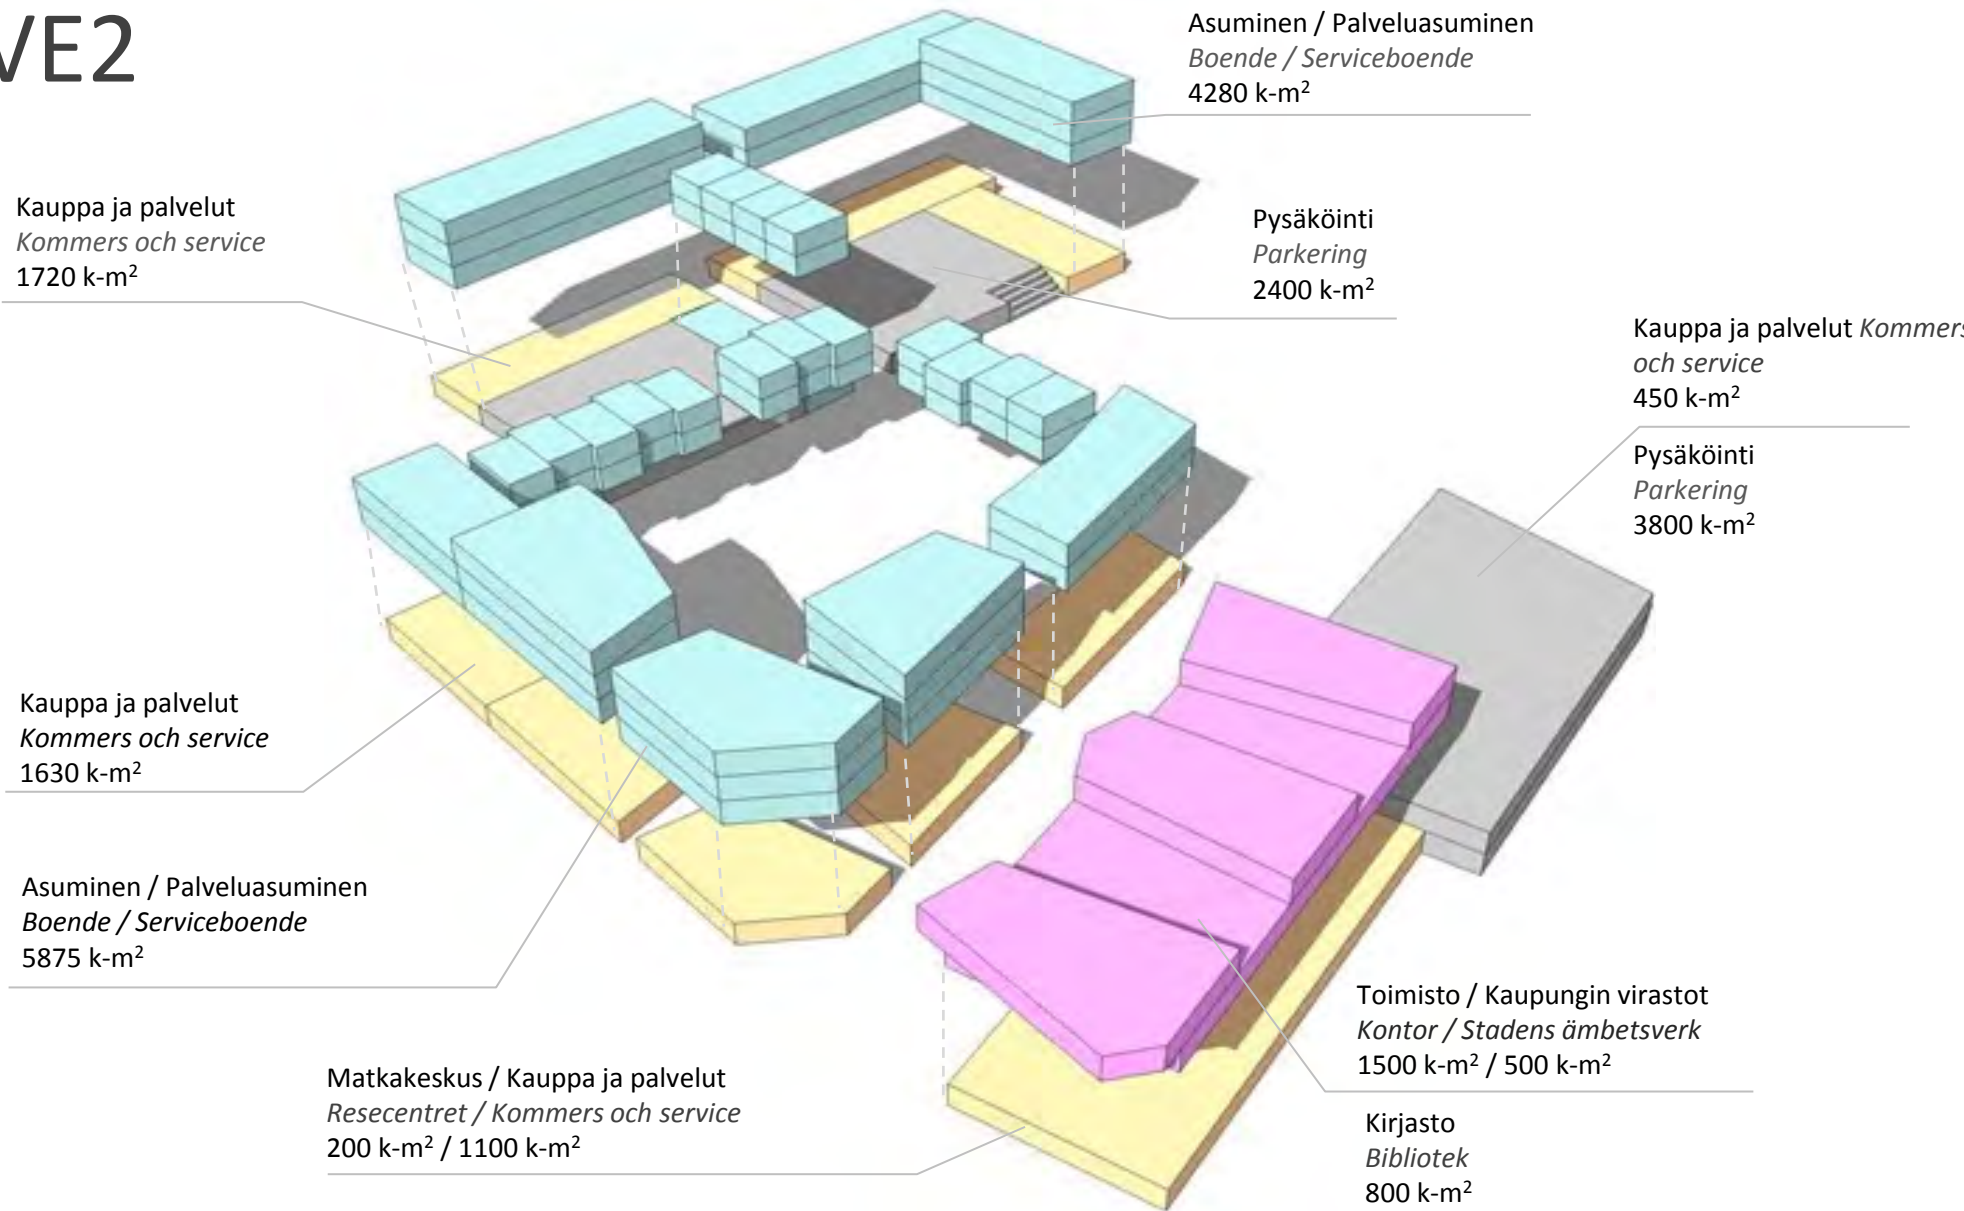 VE2
Asuminen / Palveluasuminen
Boende / Serviceboende
4280 k-m²
Kauppa ja palvelut
Kommers och service
1720 k-m²
Pysäköinti
Parkering
2400 k-m²
Kauppa ja palvelut Kommers
och service
450 k-m²
Pysäköinti
Parkering
3800 k-m²
Kauppa ja palvelut
Kommers och service
1630 k-m²
Asuminen / Palveluasuminen
Boende / Serviceboende
5875 k-m²
Toimisto / Kaupungin virastot
Kontor / Stadens ämbetsverk
1500 k-m² / 500 k-m²
Matkakeskus / Kauppa ja palvelut
Resecentret / Kommers och service
200 k-m² / 1100 k-m²
Kirjasto
Bibliotek
800 k-m²